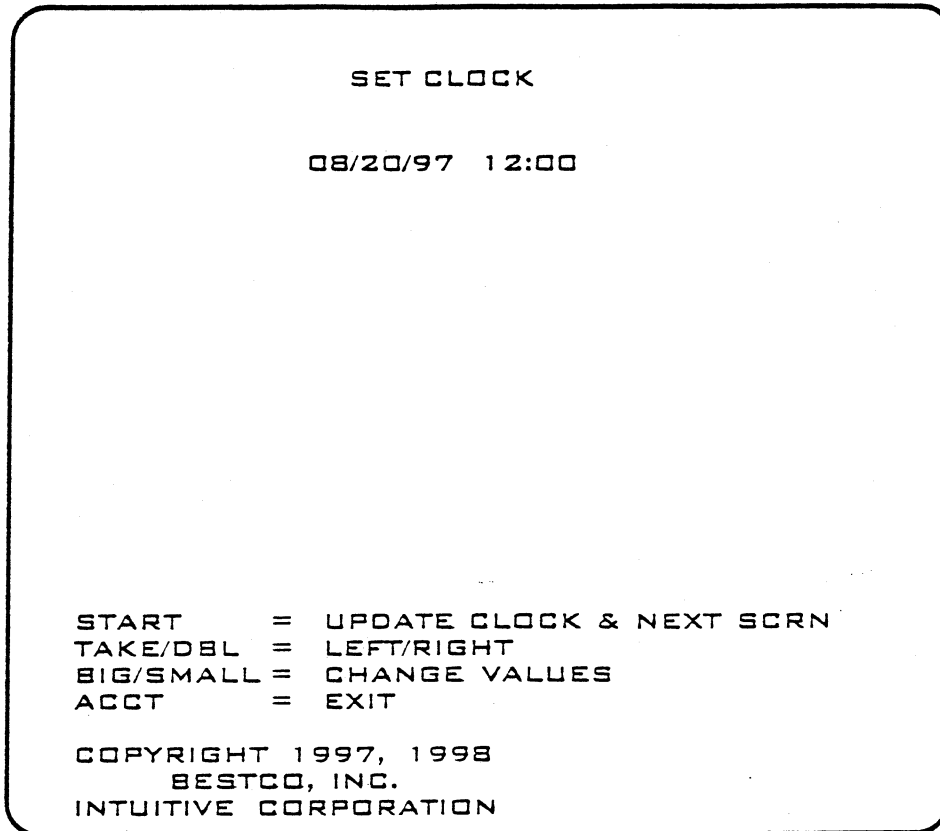 SET CLOCK
08/20/97 12:00
START = UPDATE CLOCK & NEXT SCRN
TAKE/DBL = LEFT/RIGHT
BIG/SMALL = CHANGE VALUES
ACCT = EXIT
COPYRIGHT 1997, 1998
BESTCO, INC.
INTUITIVE CORPORATION